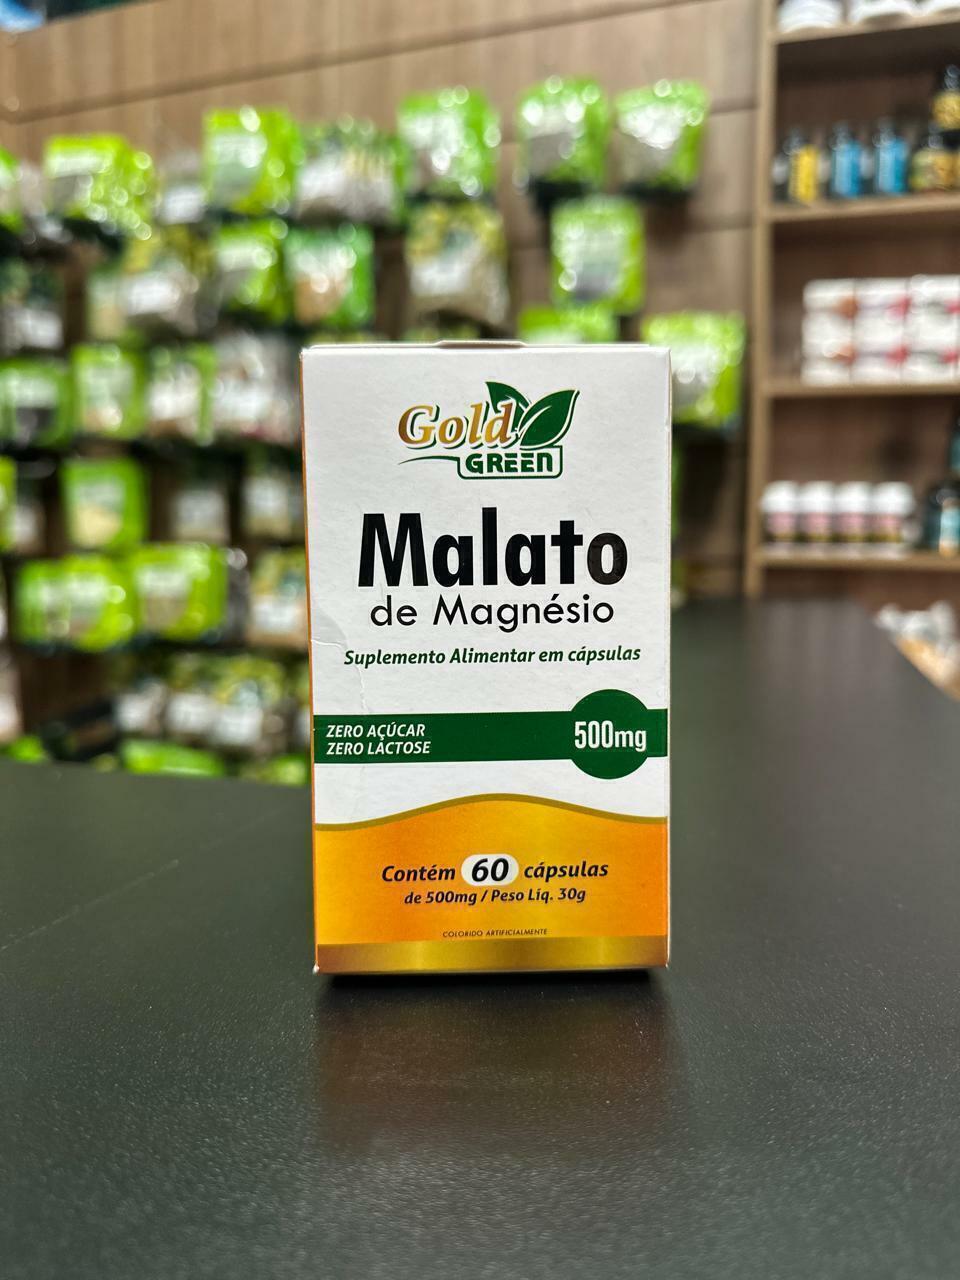 Gold
GREEN
Malato
de Magnésio
Suplemento Alimentar em cápsulas
ZERO AÇÚCAR
ZERO LACTOSE
500mg
Contém 60 cápsulas
de 500mg / Peso Líq. 30g
COLORIDO ARTIFICIALMENTE